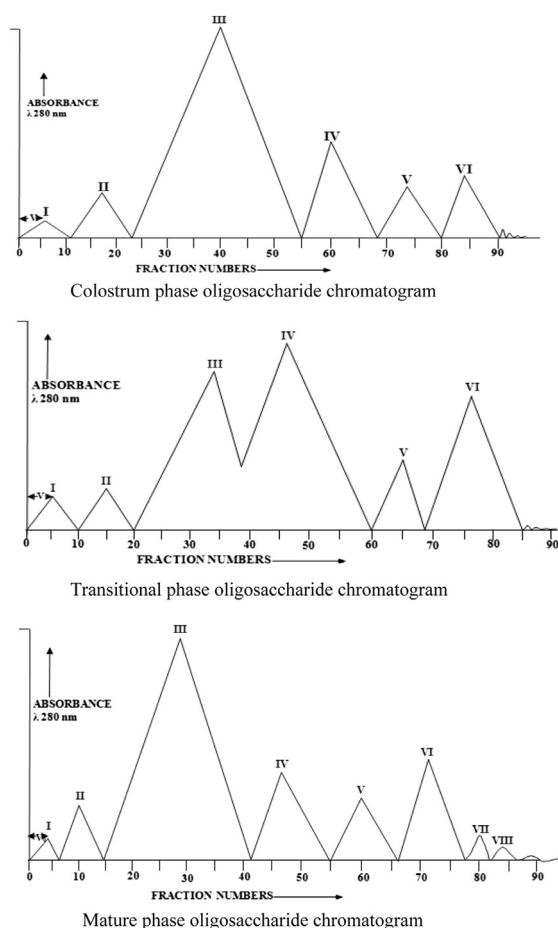 III
ABSORBANCE
λ 280 nm
IV
VI
V
II
I
V
0 10 20 30 40 50 60 70 80 90
FRACTION NUMBERS
Colostrum phase oligosaccharide chromatogram
IV
III
ABSORBANCE
λ 280 nm
VI
V
II
I
V
0 10 20 30 40 50 60 70 80 90
FRACTION NUMBERS
Transitional phase oligosaccharide chromatogram
III
ABSORBANCE
λ 280 nm
VI
IV
V
II
I
VII
VIII
V
0 10 20 30 40 50 60 70 80 90
FRACTION NUMBERS
Mature phase oligosaccharide chromatogram